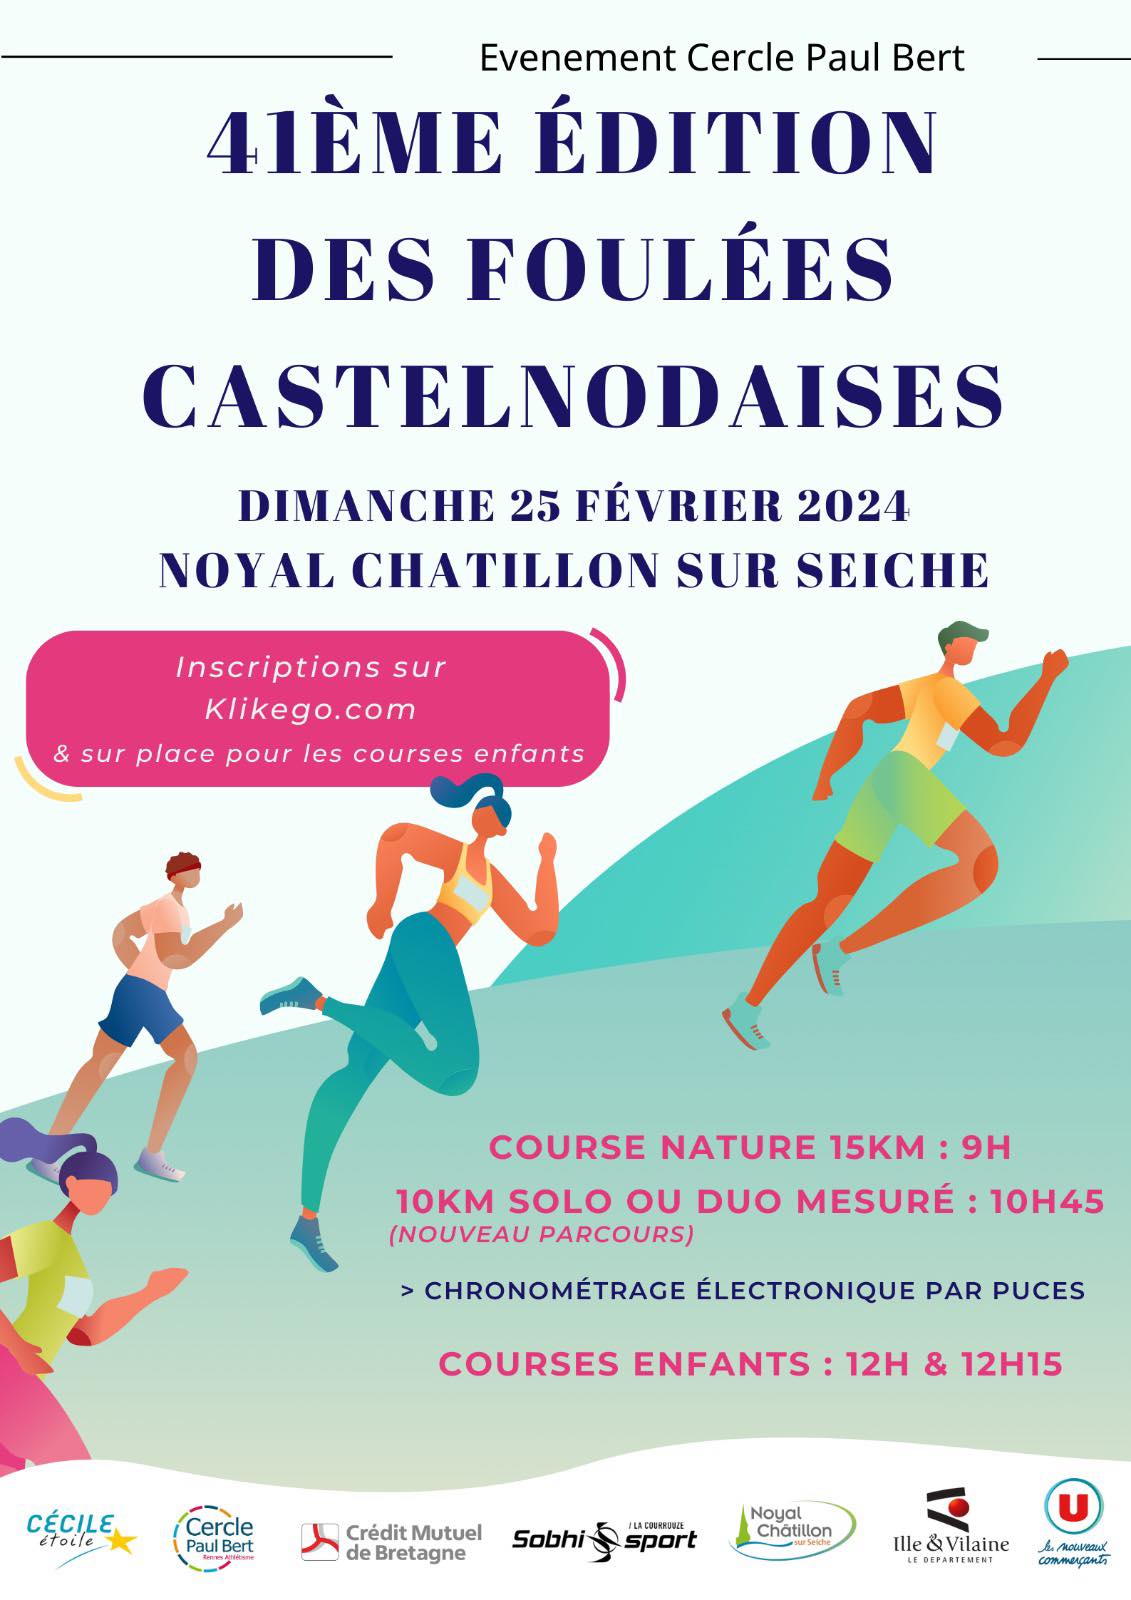 Evenement Cercle Paul Bert
41ÈME ÉDITION
DES FOULÉES
CASTELNODAISES
DIMANCHE 25 FÉVRIER 2024
NOYAL CHATILLON SUR SEICHE
Inscriptions sur
Klikego.com
& sur place pour les courses enfants
COURSE NATURE 15KM : 9H
10KM SOLO OU DUO MESURÉ : 10H45
(NOUVEAU PARCOURS)
> CHRONOMÉTRAGE ÉLECTRONIQUE PAR PUCES
COURSES ENFANTS : 12H & 12H15
CÉCILE
étoile
Cercle
Paul Bert
Rennes Athlétisme
Crédit Mutuel
de Bretagne
/ LA COURROUZE
Sobhi sport
Noyal
Châtillon
sur Seiche
Ille & Vilaine
LE DEPARTEMENT
U
les nouveaux
commerçants